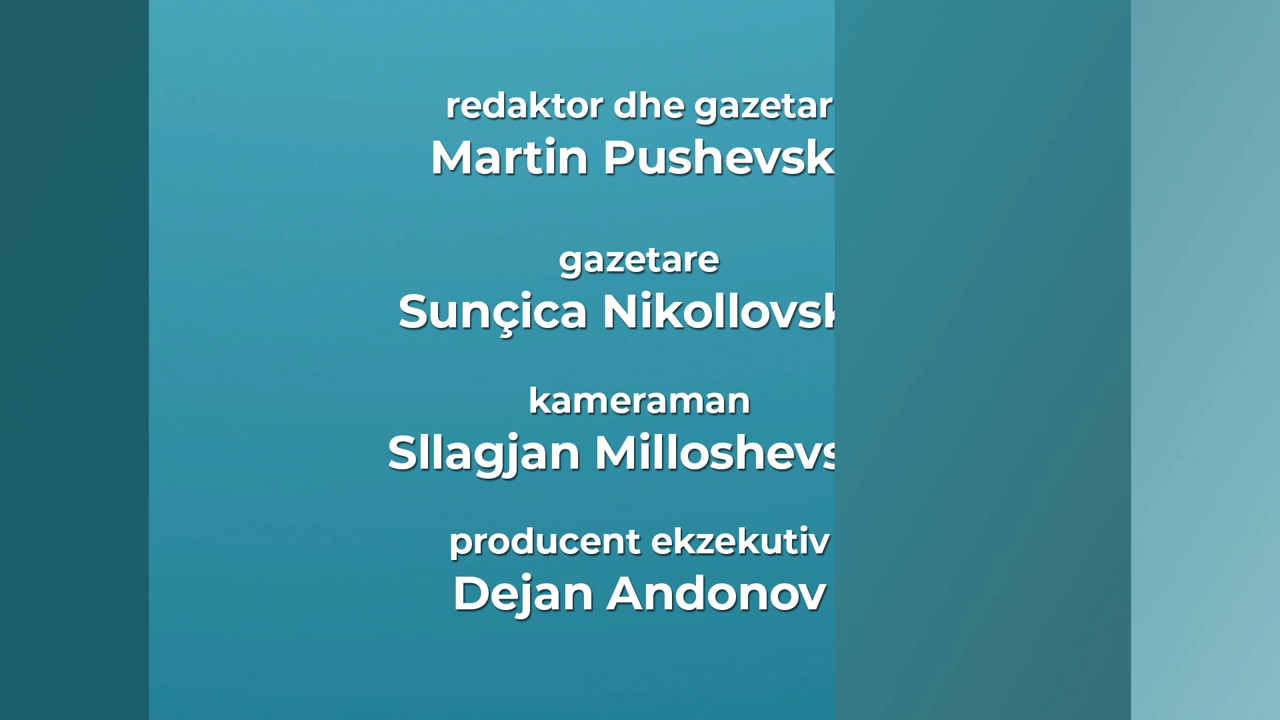 redaktor dhe gazetar
Martin Pushevsk
gazetare
Sunçica Nikollovsk
kameraman
Sllagjan Milloshevs
producent ekzekutiv
Dejan Andonov